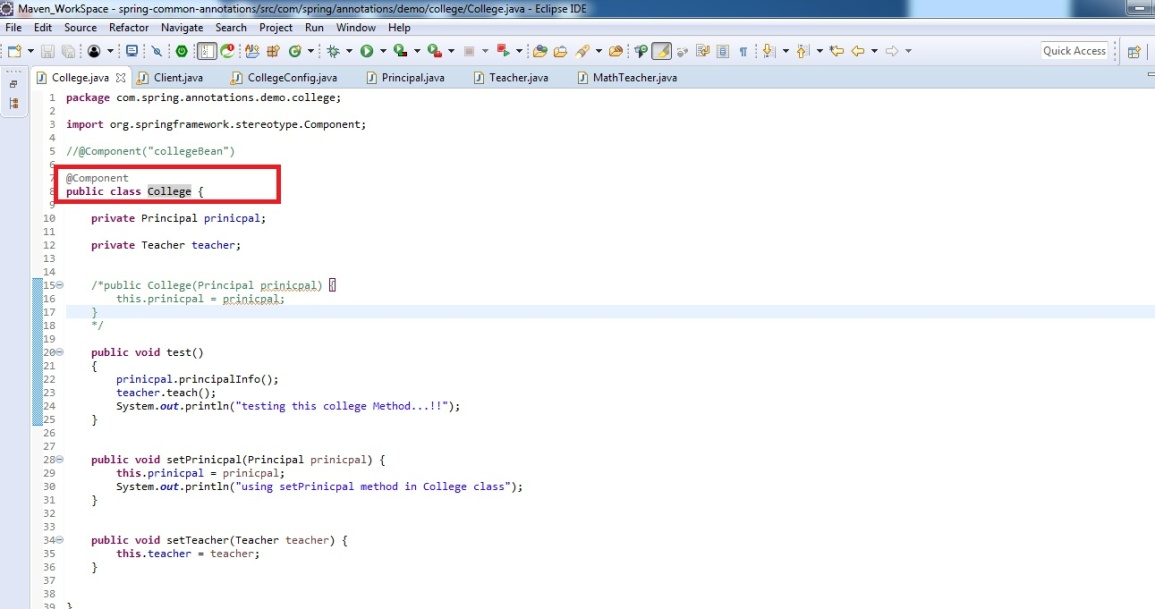 Maven_WorkSpace - spring-common-annotations/src/com/spring/annotations/demo/college/College.java - Eclipse IDE
File Edit Source Refactor Navigate Search Project Run Window Help
Quick Access
College.java Client.java CollegeConfig.java Principal.java Teacher.java MathTeacher.java
1 package com.spring.annotations.demo.college;
2
3 import org.springframework.stereotype.Component;
4
5 //@Component("collegeBean")
6
7 @Component
8 public class College {
9
10 private Principal prinicpal;
11
12 private Teacher teacher;
13
14
15 /*public College(Principal prinicpal) {
16 this.prinicpal = prinicpal;
17 }
18 */
19
20 public void test()
21 {
22 prinicpal.principalInfo();
23 teacher.teach();
24 System.out.println("testing this college Method...!!");
25 }
26
27
28 public void setPrinicpal(Principal prinicpal) {
29 this.prinicpal = prinicpal;
30 System.out.println("using setPrinicpal method in College class");
31 }
32
33
34 public void setTeacher(Teacher teacher) {
35 this.teacher = teacher;
36 }
37
38
39 }